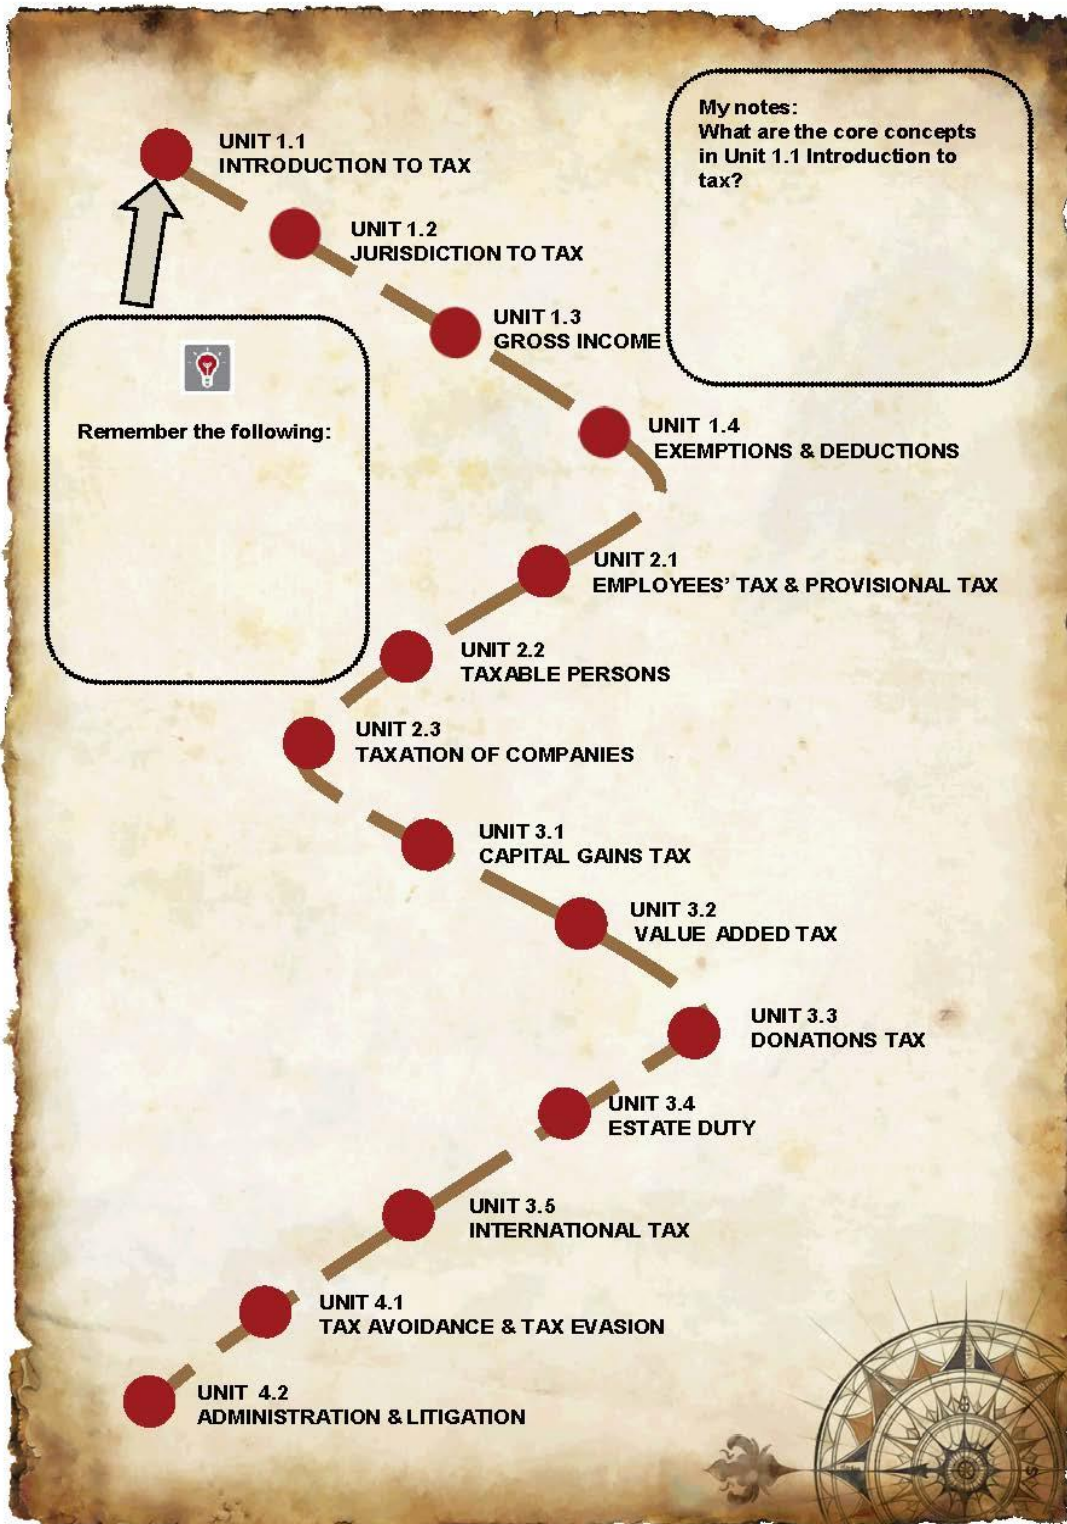 My notes:
What are the core concepts
in Unit 1.1 Introduction to
tax?
UNIT 1.1
INTRODUCTION TO TAX
UNIT 1.2
JURISDICTION TO TAX
UNIT 1.3
GROSS INCOME
Remember the following:
UNIT 1.4
EXEMPTIONS & DEDUCTIONS
UNIT 2.1
EMPLOYEES' TAX & PROVISIONAL TAX
UNIT 2.2
TAXABLE PERSONS
UNIT 2.3
TAXATION OF COMPANIES
UNIT 3.1
CAPITAL GAINS TAX
UNIT 3.2
VALUE ADDED TAX
UNIT 3.3
DONATIONS TAX
UNIT 3.4
ESTATE DUTY
UNIT 3.5
INTERNATIONAL TAX
UNIT 4.1
TAX AVOIDANCE & TAX EVASION
UNIT 4.2
ADMINISTRATION & LITIGATION